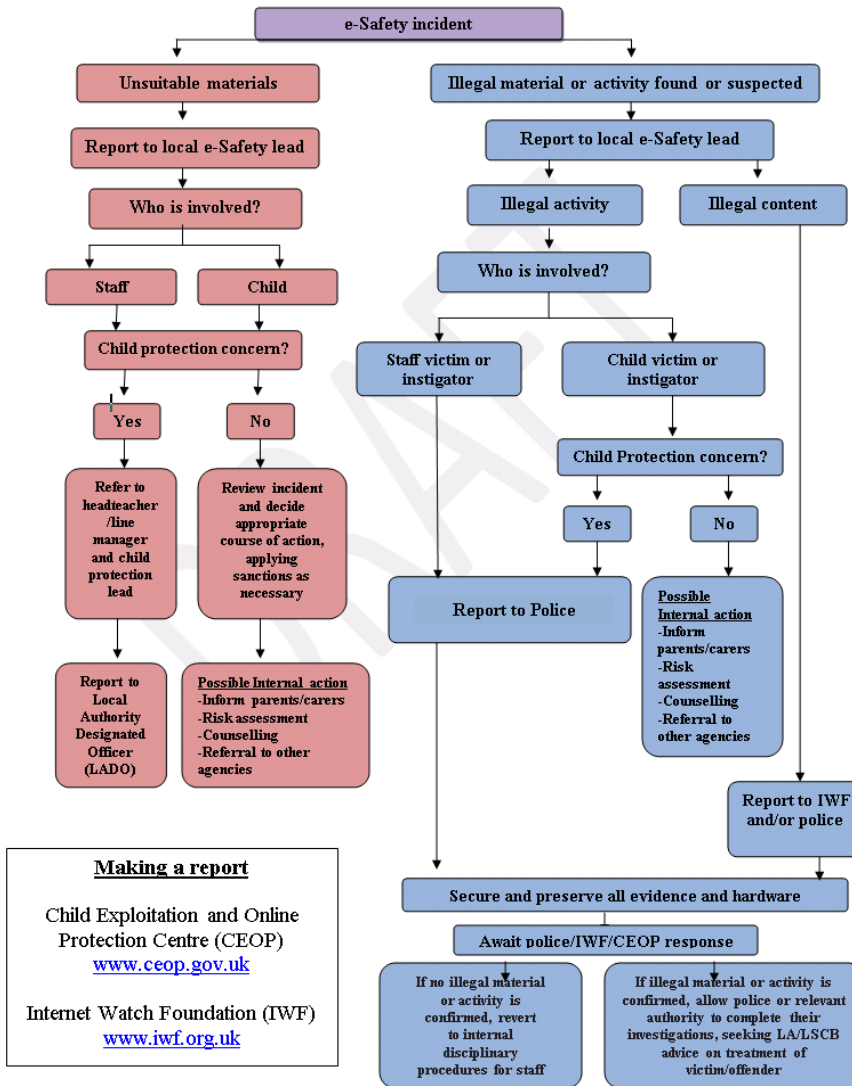 e-Safety incident
Unsuitable materials
Illegal material or activity found or suspected
Report to local e-Safety lead
Report to local e-Safety lead
Who is involved?
Illegal activity
Illegal content
Who is involved?
Staff
Child
Child protection concern?
Staff victim or
instigator
Child victim or
instigator
Yes
No
Child Protection concern?
Refer to
headteacher
/line
manager
and child
protection
lead
Review incident
and decide
appropriate
course of action,
applying
sanctions as
necessary
Yes
No
Report to Police
Possible
Internal action
-Inform
parents/carers
-Risk
assessment
-Counselling
-Referral to
other agencies
Report to
Local
Authority
Designated
Officer
(LADO)
Possible Internal action
-Inform parents/carers
-Risk assessment
-Counselling
-Referral to other
agencies
Report to IWF
and/or police
Making a report
Child Exploitation and Online
Protection Centre (CEOP)
www.ceop.gov.uk
Internet Watch Foundation (IWF)
www.iwf.org.uk
Secure and preserve all evidence and hardware
Await police/IWF/CEOP response
If no illegal material
or activity is
confirmed, revert
to internal
disciplinary
procedures for staff
If illegal material or activity is
confirmed, allow police or relevant
authority to complete their
investigations, seeking LA/LSCB
advice on treatment of
victim/offender
DRAFT